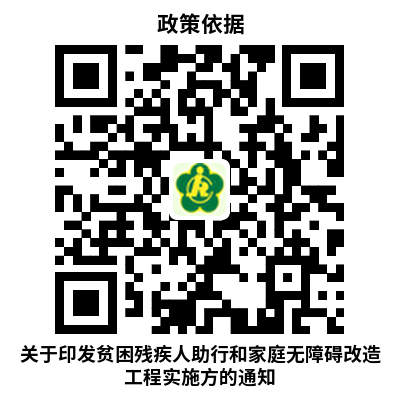 政策依据
关于印发贫困残疾人助行和家庭无障碍改造
工程实施方的通知